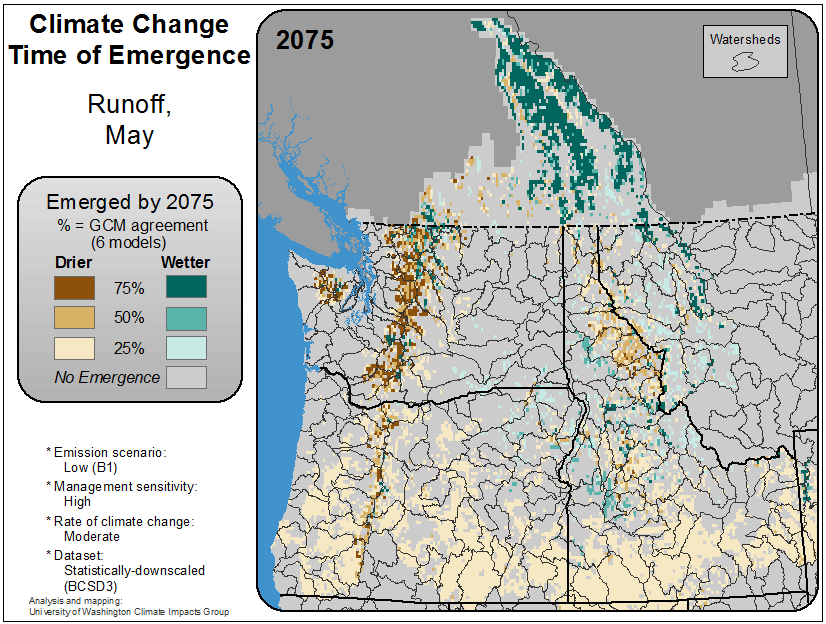 Climate Change
Time of Emergence
Runoff,
May
Emerged by 2075
% = GCM agreement
(6 models)
Drier Wetter
75%
50%
25%
No Emergence
* Emission scenario:
Low (B1)
* Management sensitivity:
High
* Rate of climate change:
Moderate
* Dataset:
Statistically-downscaled
(BCSD3)
Analysis and mapping:
University of Washington Climate Impacts Group
2075
Watersheds